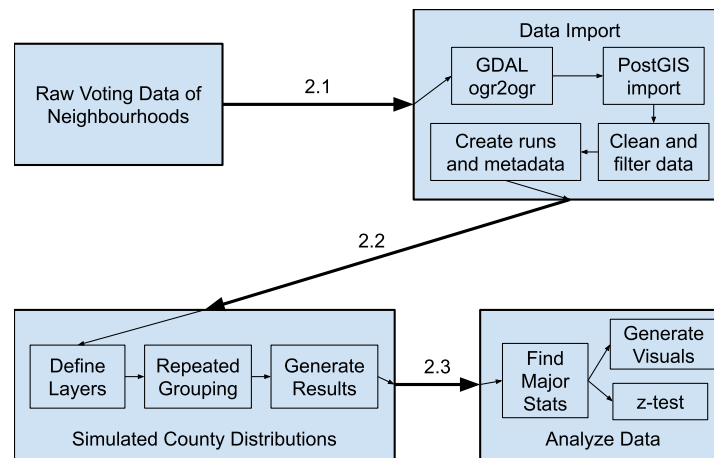 Raw Voting Data of
Neighbourhoods
2.1
Data Import
GDAL
ogr2ogr
PostGIS
import
Clean and
filter data
Create runs
and metadata
2.2
Define
Layers
Repeated
Grouping
Generate
Results
Simulated County Distributions
2.3
Find
Major
Stats
Generate
Visuals
z-test
Analyze Data